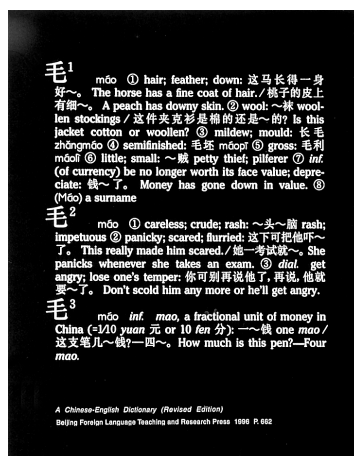 毛1
máo ① hair; feather; down: 这马长得一身
好～。 The horse has a fine coat of hair. / 桃子的皮上
有细～。 A peach has downy skin. ② wool: ～袜 wool-
len stockings / 这件夹克衫是棉的还是～的? Is this
jacket cotton or woollen? ③ mildew; mould: 长毛
zhǎngmáo ④ semifinished: 毛坯 máopī ⑤ gross: 毛利
máolì ⑥ little; small: ～贼 petty thief; pilferer ⑦ inf.
(of currency) be no longer worth its face value; depre-
ciate: 钱～了。 Money has gone down in value. ⑧
(Máo) a surname
毛2
máo ① careless; crude; rash: ～头～脑 rash;
impetuous ② panicky; scared; flurried: 这下可把他吓～
了。 This really made him scared. / 她一考试就～。 She
panicks whenever she takes an exam. ③ dial. get
angry; lose one's temper: 你可别再说他了, 再说, 他就
要～了。 Don't scold him any more or he'll get angry.
毛3
máo inf. mao, a fractional unit of money in
China (=1/10 yuan 元 or 10 fen 分): 一～钱 one mao /
这支笔几～钱?—四～。 How much is this pen?—Four
mao.
A Chinese-English Dictionary (Revised Edition)
Beijing Foreign Language Teaching and Research Press 1996 P. 662